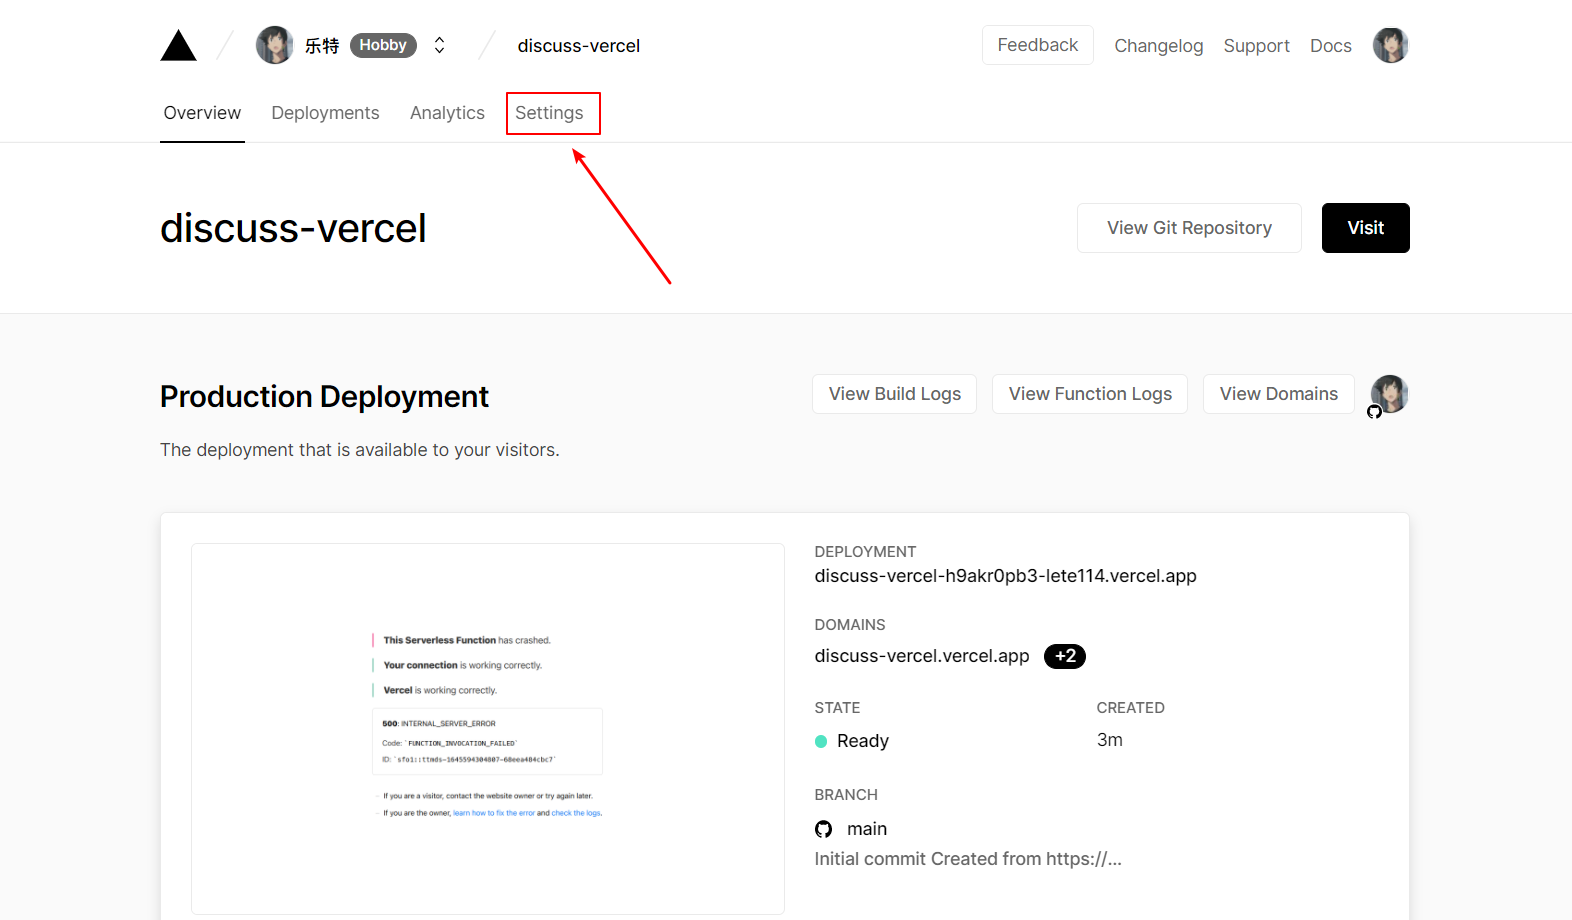 乐特 Hobby discuss-vercel Feedback Changelog Support Docs
Overview Deployments Analytics Settings
discuss-vercel View Git Repository Visit
Production Deployment View Build Logs View Function Logs View Domains
The deployment that is available to your visitors.
This Serverless Function has crashed.
Your connection is working correctly.
Vercel is working correctly.
500: INTERNAL_SERVER_ERROR
Code: `FUNCTION_INVOCATION_FAILED`
ID: `sfo1::ttmds-1645594304807-68eea484cbc7`
If you are a visitor, contact the website owner or try again later.
If you are the owner, learn how to fix the error and check the logs.
DEPLOYMENT
discuss-vercel-h9akr0pb3-lete114.vercel.app
DOMAINS
discuss-vercel.vercel.app +2
STATE CREATED
Ready 3m
BRANCH
main
Initial commit Created from https://...